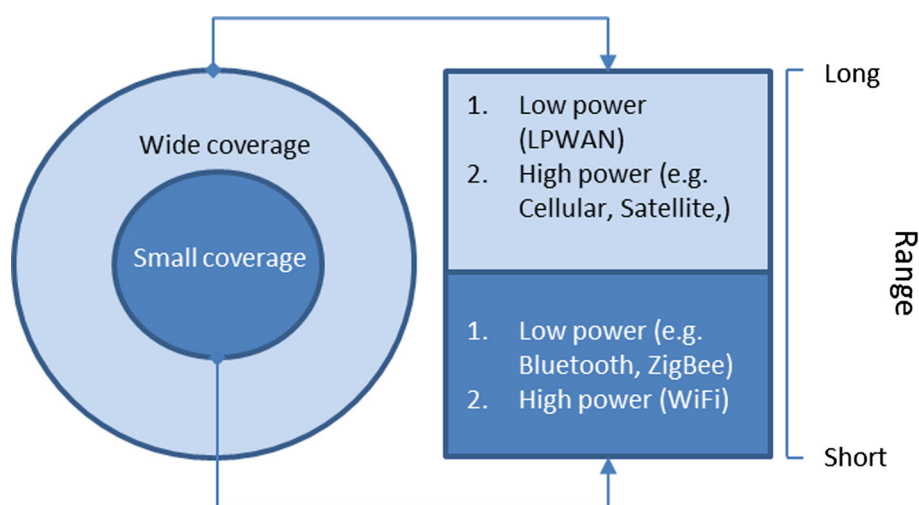 Wide coverage
Small coverage
1. Low power
(LPWAN)
2. High power (e.g.
Cellular, Satellite,)
1. Low power (e.g.
Bluetooth, ZigBee)
2. High power (WiFi)
Long
Range
Short